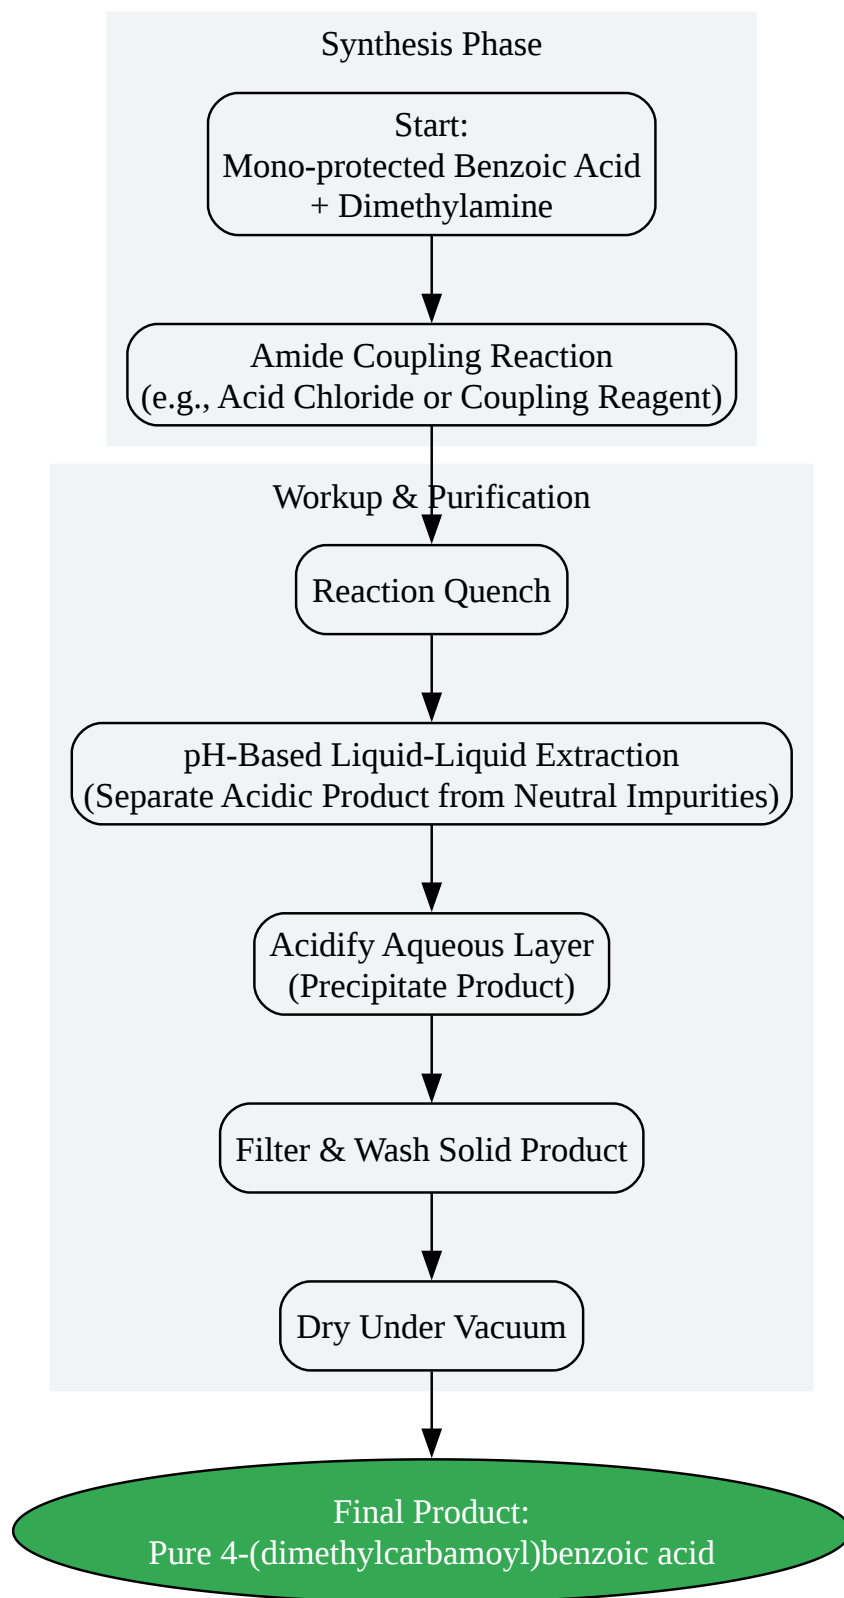 Synthesis Phase
Start:
Mono-protected Benzoic Acid
+ Dimethylamine
Amide Coupling Reaction
(e.g., Acid Chloride or Coupling Reagent)
Workup & Purification
Reaction Quench
pH-Based Liquid-Liquid Extraction
(Separate Acidic Product from Neutral Impurities)
Acidify Aqueous Layer
(Precipitate Product)
Filter & Wash Solid Product
Dry Under Vacuum
Final Product:
Pure 4-(dimethylcarbamoyl)benzoic acid